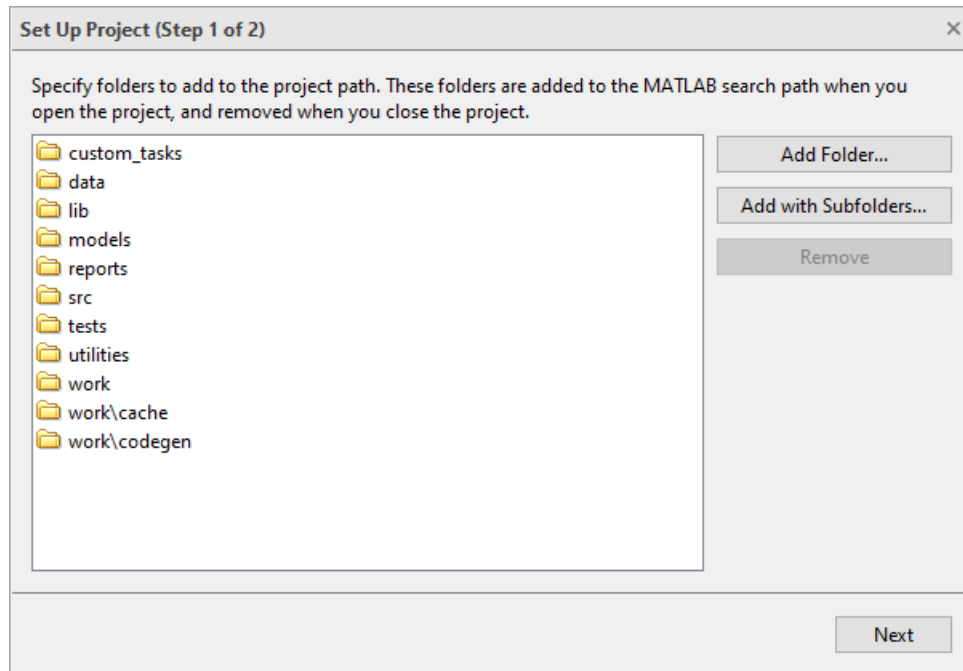 Set Up Project (Step 1 of 2)
Specify folders to add to the project path. These folders are added to the MATLAB search path when you
open the project, and removed when you close the project.
custom_tasks
data
lib
models
reports
src
tests
utilities
work
work\cache
work\codegen
Add Folder...
Add with Subfolders...
Remove
Next